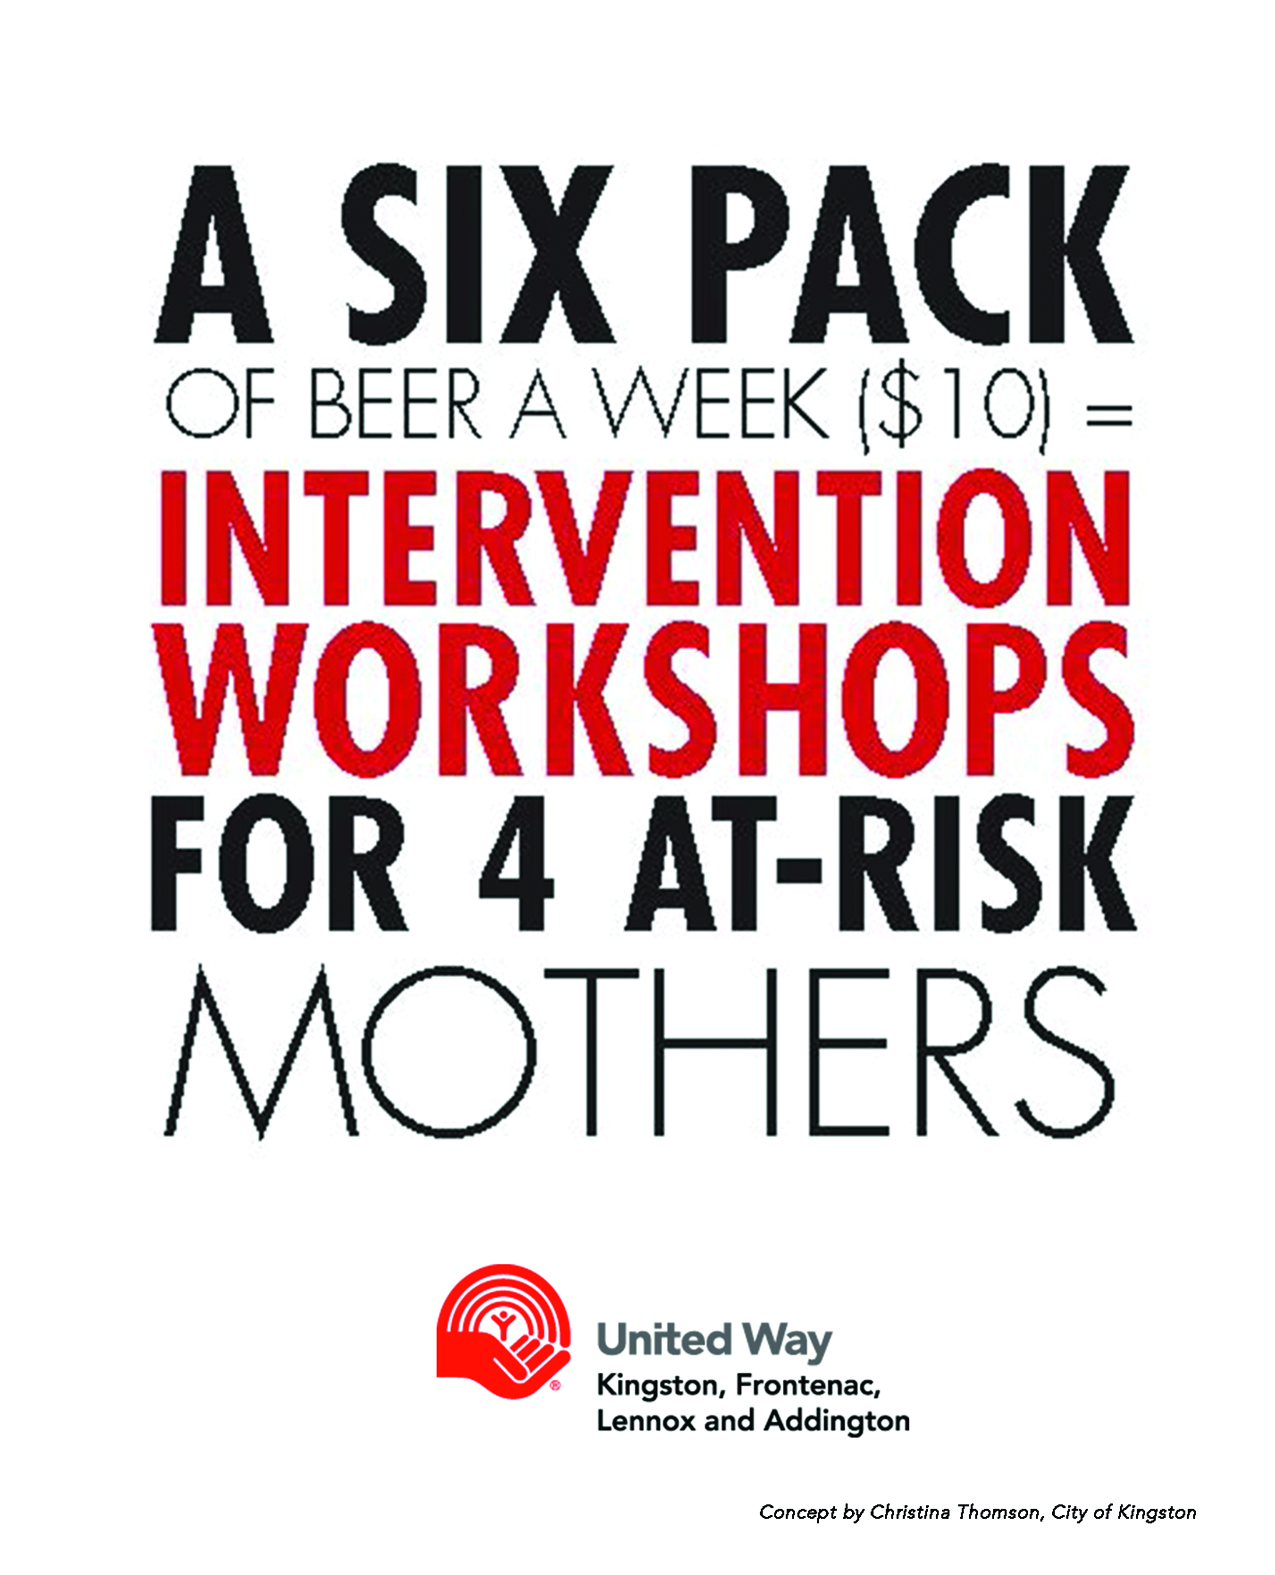 A SIX PACK
OF BEER A WEEK ($10) =
INTERVENTION
WORKSHOPS
FOR 4 AT-RISK
MOTHERS
United Way
Kingston, Frontenac,
Lennox and Addington
®
Concept by Christina Thomson, City of Kingston